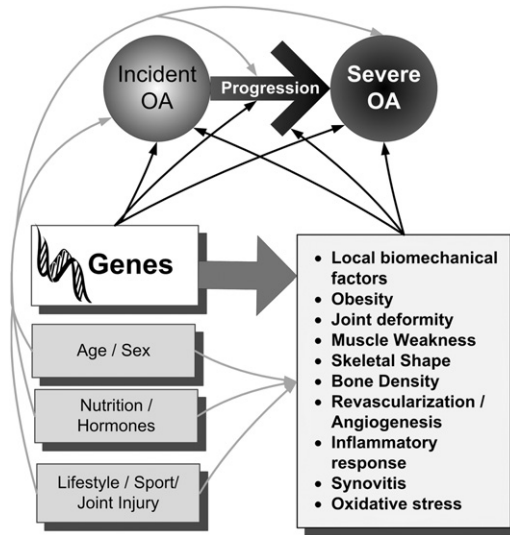 Incident
OA
Progression
Severe
OA
Genes
Age / Sex
Nutrition /
Hormones
Lifestyle / Sport/
Joint Injury
• Local biomechanical
factors
• Obesity
• Joint deformity
• Muscle Weakness
• Skeletal Shape
• Bone Density
• Revascularization /
Angiogenesis
• Inflammatory
response
• Synovitis
• Oxidative stress